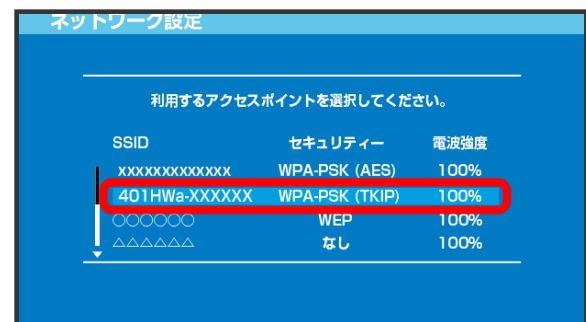 ネットワーク設定
利用するアクセスポイントを選択してください。
SSID セキュリティー 電波強度
xxxxxxxxxxxxx WPA-PSK (AES) 100%
401HWa-XXXXXX WPA-PSK (TKIP) 100%
○○○○○○ WEP 100%
△△△△△△ なし 100%